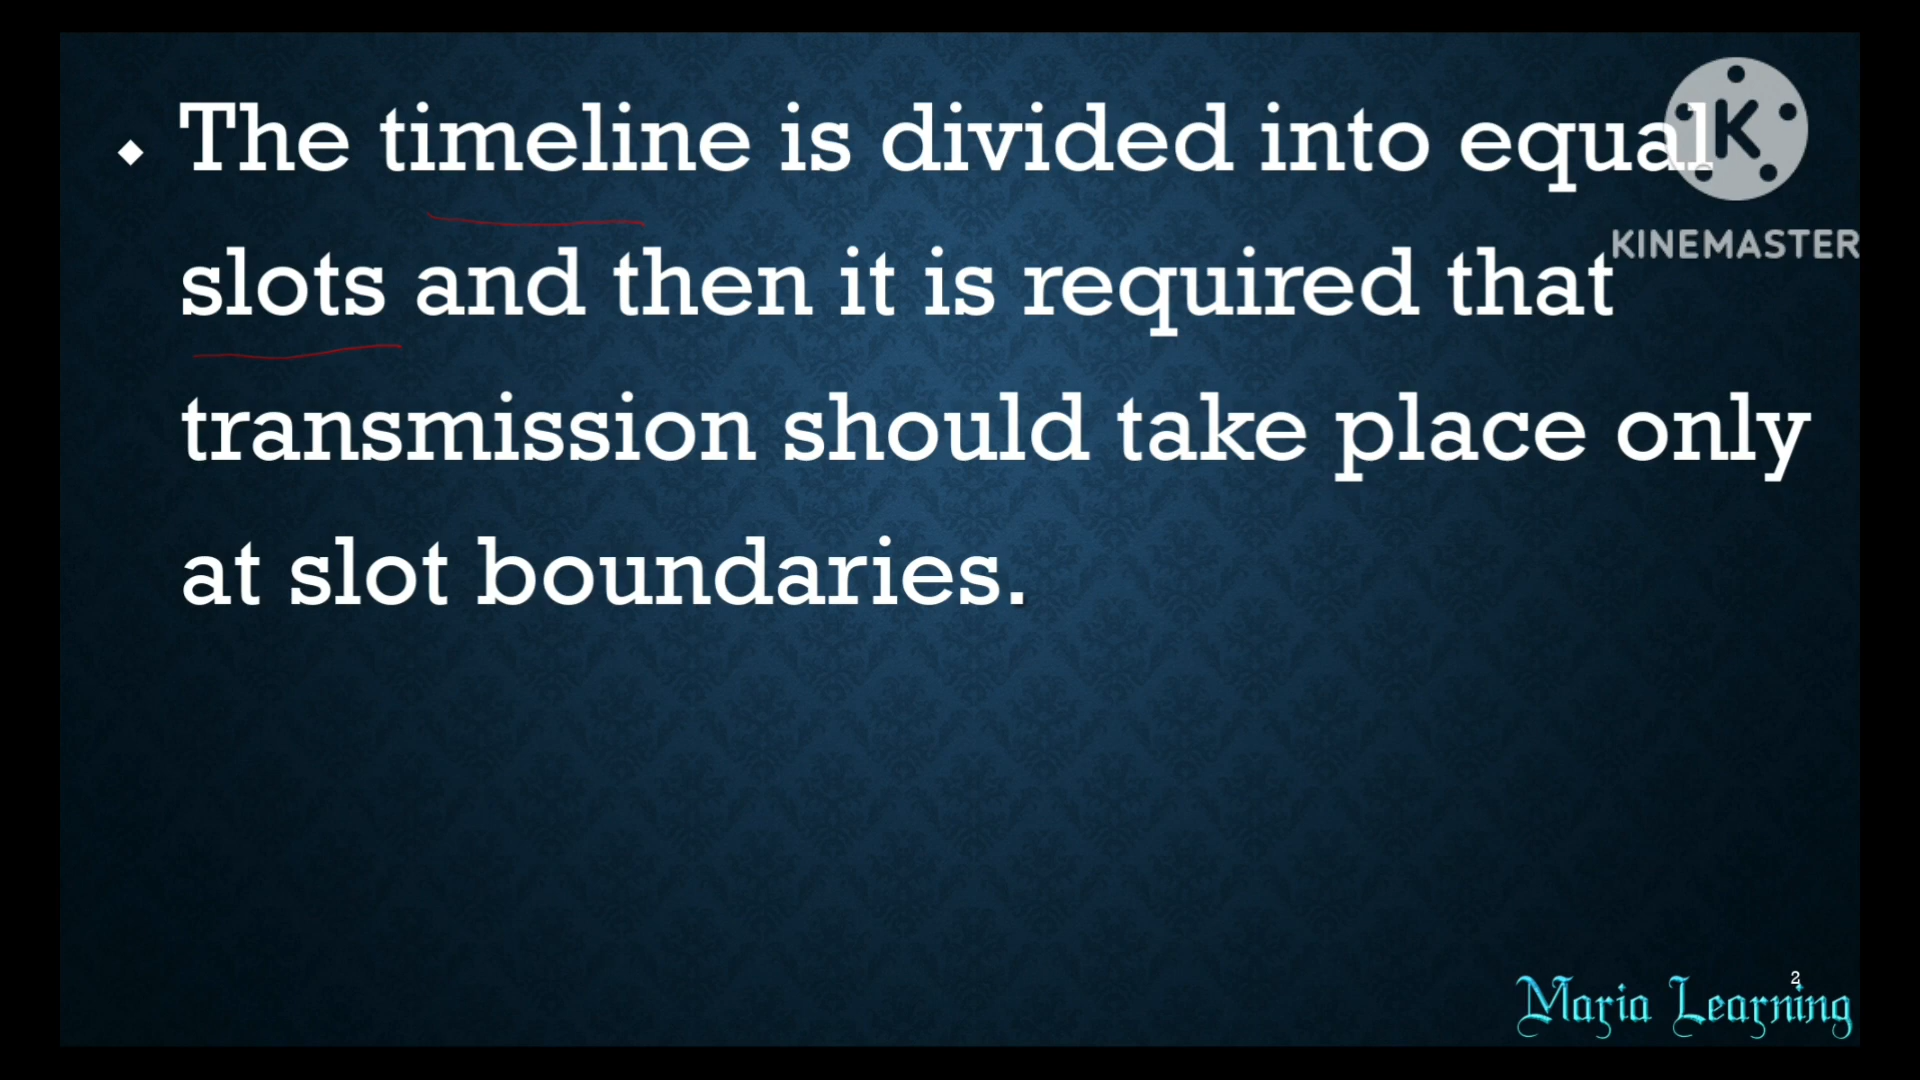 The timeline is divided into equal
slots and then it is required that
transmission should take place only
at slot boundaries.
K
KINEMASTER
2
Maria Learning